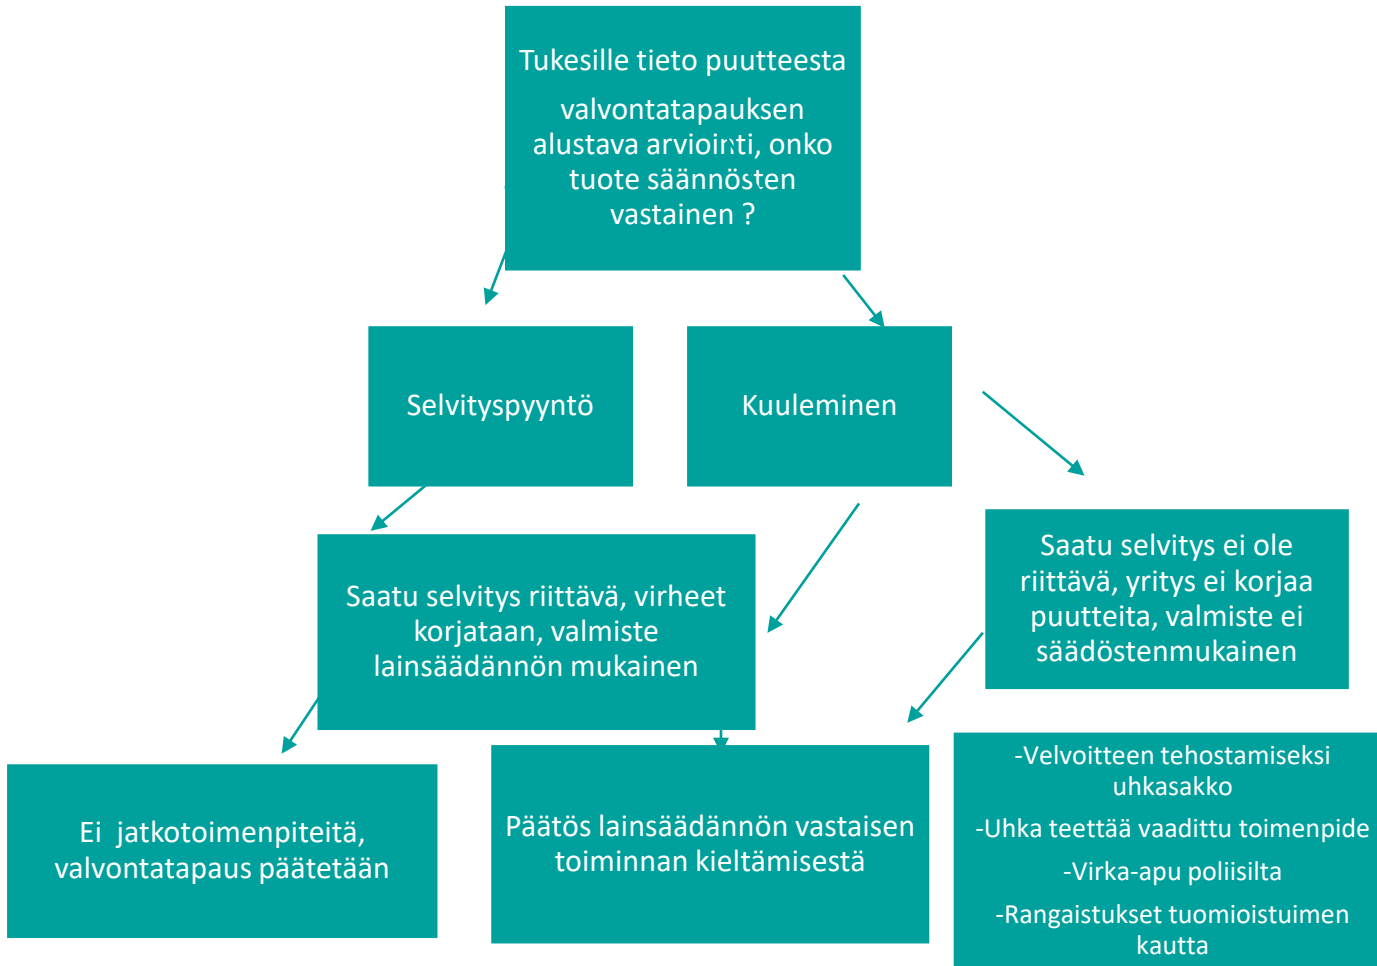 Tukesille tieto puutteesta
valvontatapauksen
alustava arviointi, onko
tuote säännösten
vastainen ?
Selvityspyyntö
Kuuleminen
Saatu selvitys riittävä, virheet
korjataan, valmiste
lainsäädännön mukainen
Saatu selvitys ei ole
riittävä, yritys ei korjaa
puutteita, valmiste ei
säädöstenmukainen
Ei jatkotoimenpiteitä,
valvontatapaus päätetään
Päätös lainsäädännön vastaisen
toiminnan kieltämisestä
-Velvoitteen tehostamiseksi
uhkasakko
-Uhka teettää vaadittu toimenpide
-Virka-apu poliisilta
-Rangaistukset tuomioistuimen
kautta